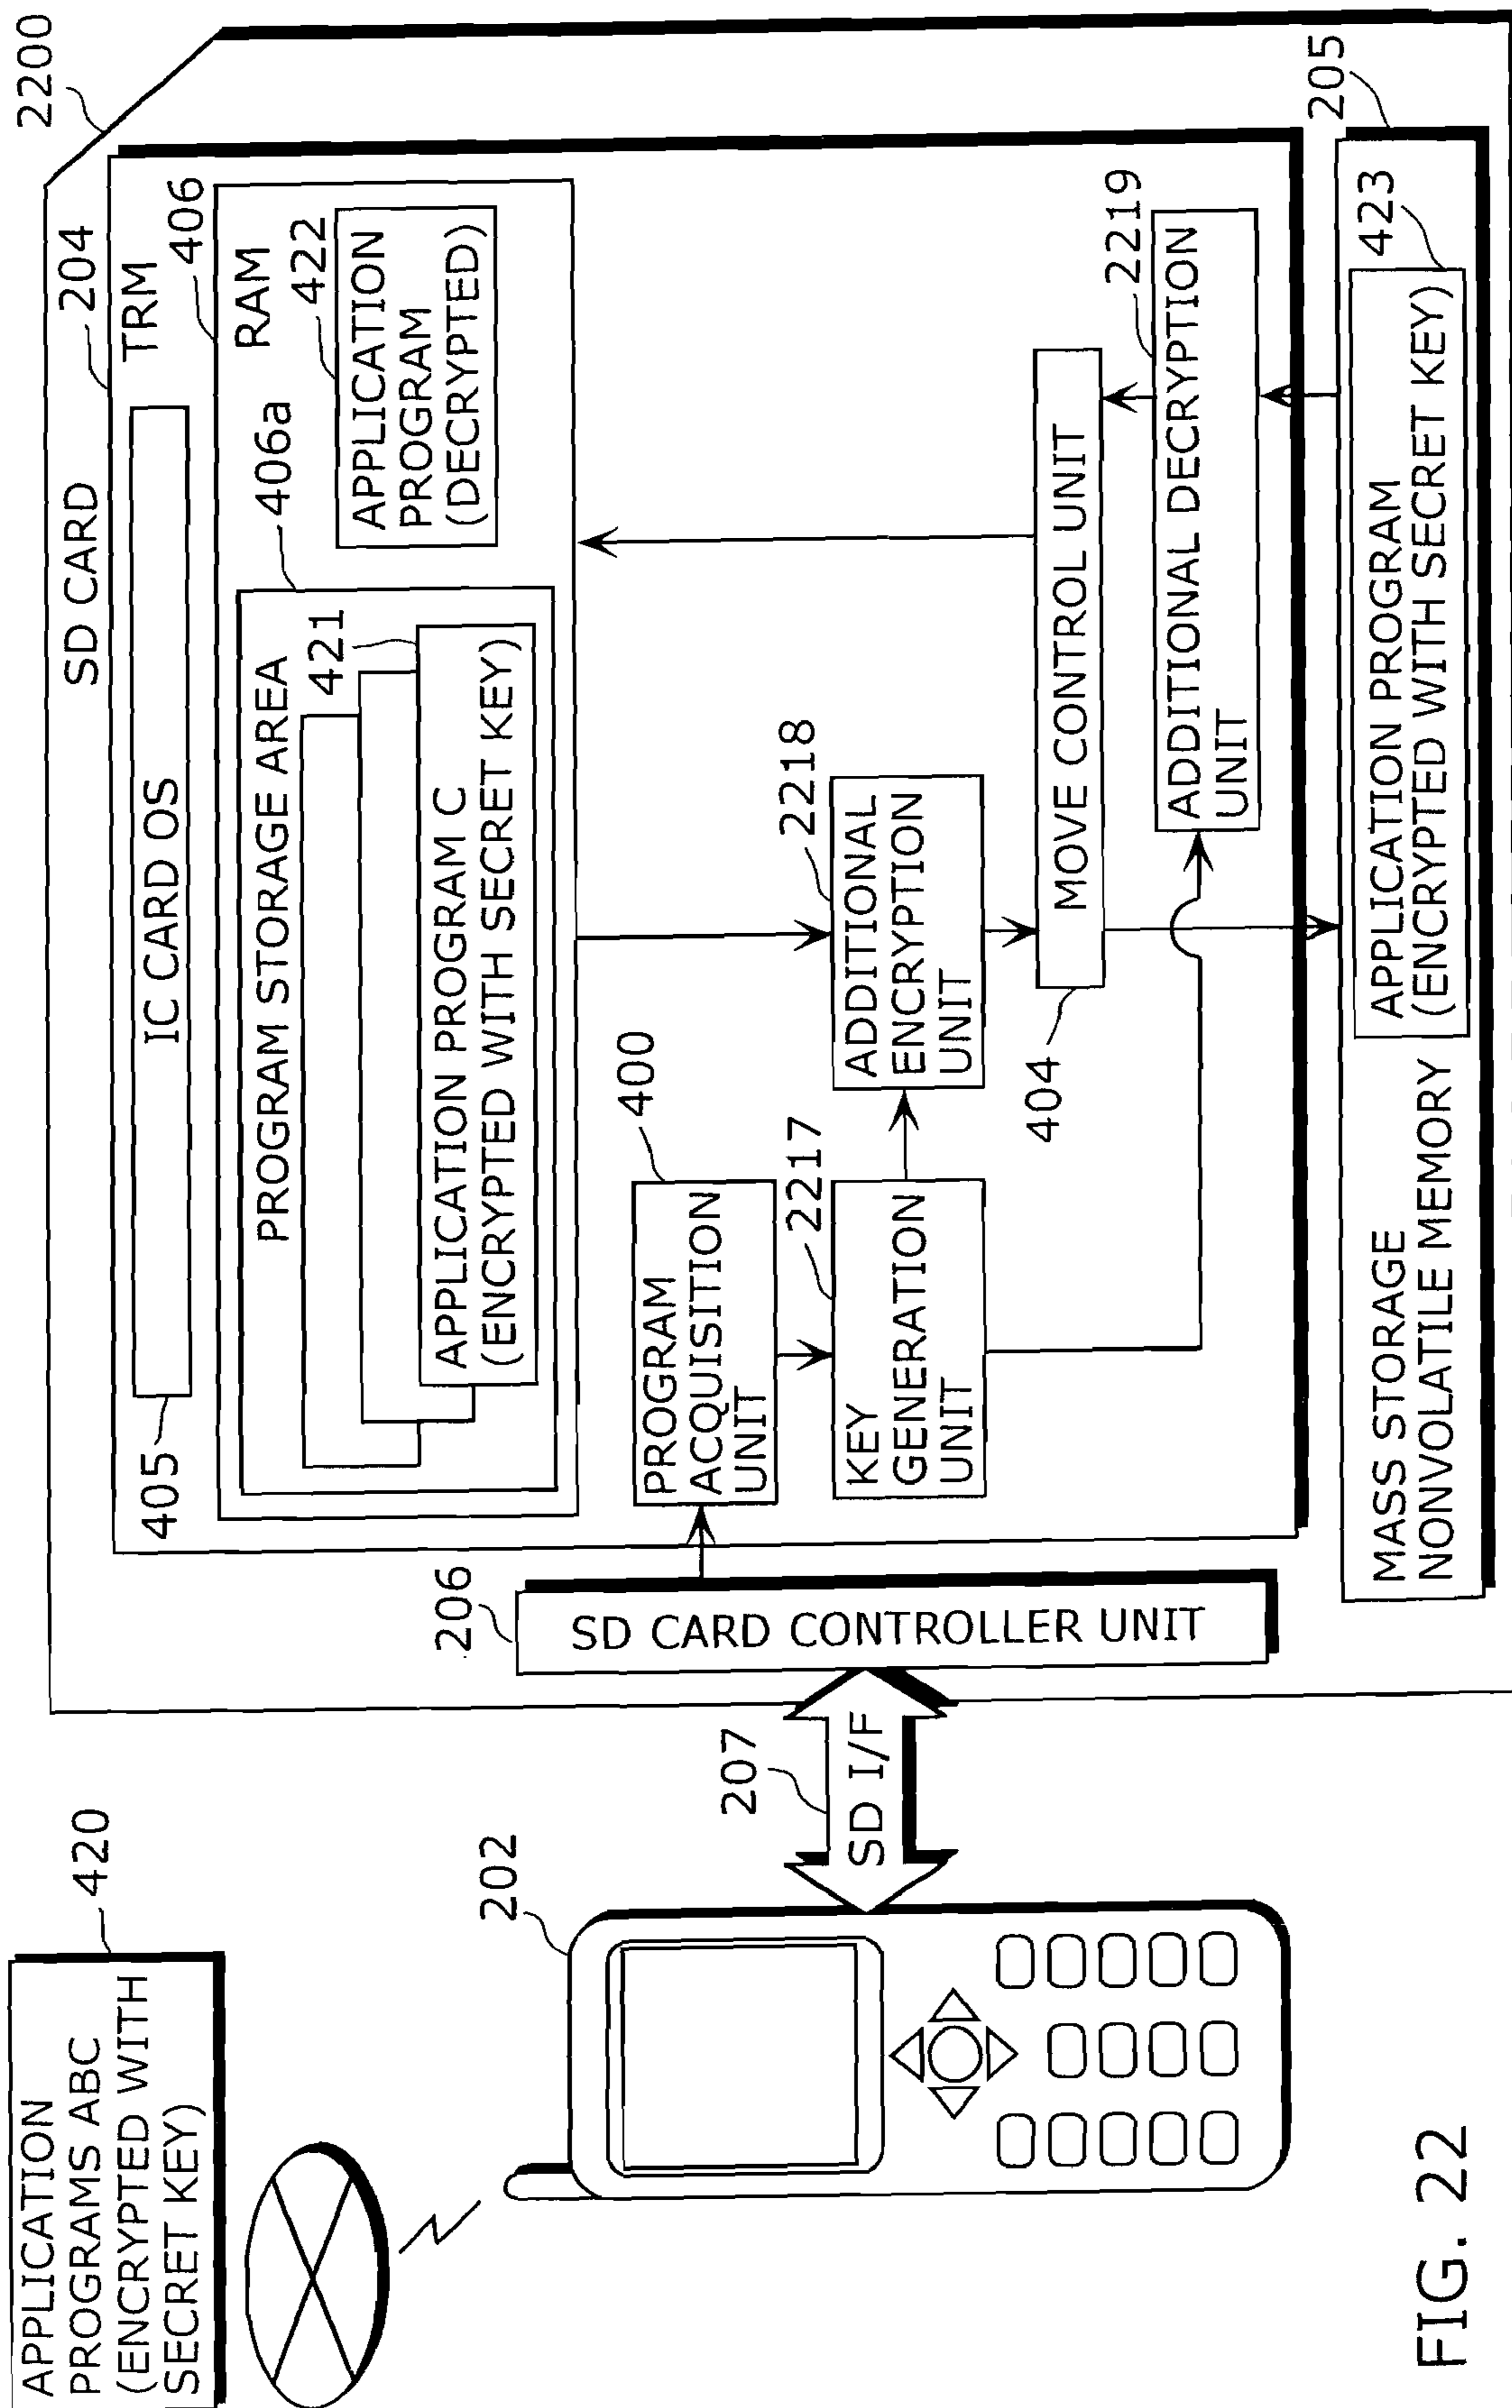 APPLICATION
PROGRAMS ABC
(ENCRYPTED WITH
SECRET KEY)
420
202
207
SD I/F
2200
SD CARD
204
TRM
405
IC CARD OS
406
RAM
406a
PROGRAM STORAGE AREA
421
APPLICATION PROGRAM C
(ENCRYPTED WITH SECRET KEY)
422
APPLICATION
PROGRAM
(DECRYPTED)
206
SD CARD CONTROLLER UNIT
400
PROGRAM
ACQUISITION
UNIT
2217
KEY
GENERATION
UNIT
2218
ADDITIONAL
ENCRYPTION
UNIT
404
MOVE CONTROL UNIT
2219
ADDITIONAL DECRYPTION
UNIT
205
MASS STORAGE
NONVOLATILE MEMORY
423
APPLICATION PROGRAM
(ENCRYPTED WITH SECRET KEY)
FIG. 22